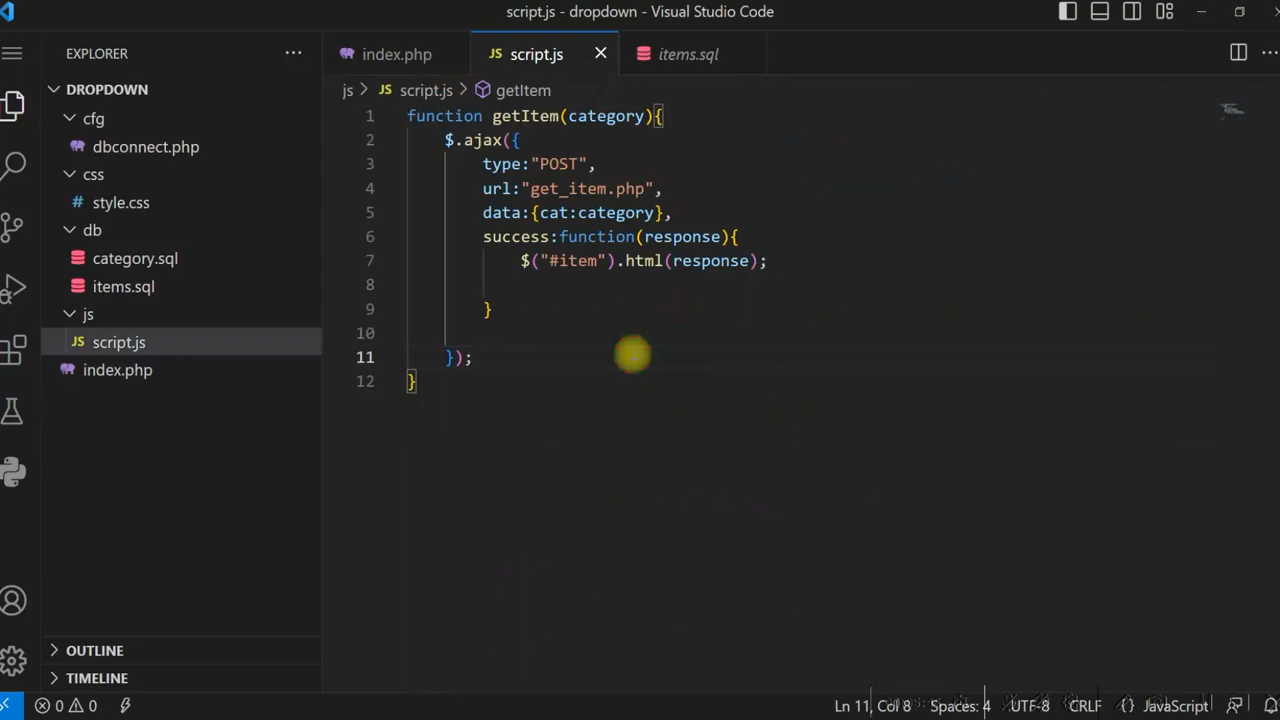 script.js - dropdown - Visual Studio Code
EXPLORER
index.php
JS script.js
items.sql
DROPDOWN
js > JS script.js > getItem
cfg
dbconnect.php
css
# style.css
db
category.sql
items.sql
js
JS script.js
index.php
1 function getItem(category){
2 $.ajax({
3 type:"POST",
4 url:"get_item.php",
5 data:{cat:category},
6 success:function(response){
7 $("#item").html(response);
8
9 }
10
11 });
12 }
OUTLINE
TIMELINE
0 0
Ln 11, Col 8 Spaces: 4 UTF-8 CRLF {} JavaScript